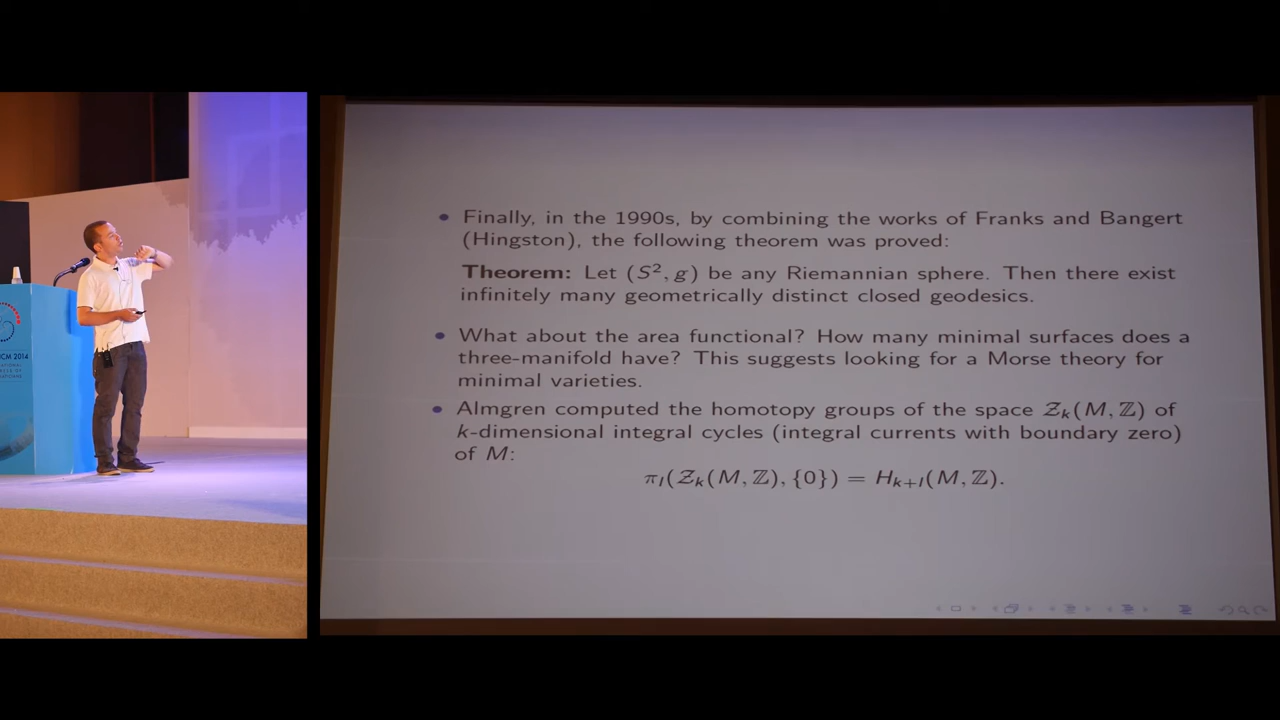 • Finally, in the 1990s, by combining the works of Franks and Bangert
(Hingston), the following theorem was proved:
Theorem: Let (S², g) be any Riemannian sphere. Then there exist
infinitely many geometrically distinct closed geodesics.
• What about the area functional? How many minimal surfaces does a
three-manifold have? This suggests looking for a Morse theory for
minimal varieties.
• Almgren computed the homotopy groups of the space 𝒵ₖ(M, ℤ) of
k-dimensional integral cycles (integral currents with boundary zero)
of M:
πₗ(𝒵ₖ(M, ℤ), {0}) = Hₖ₊ₗ(M, ℤ).
2014